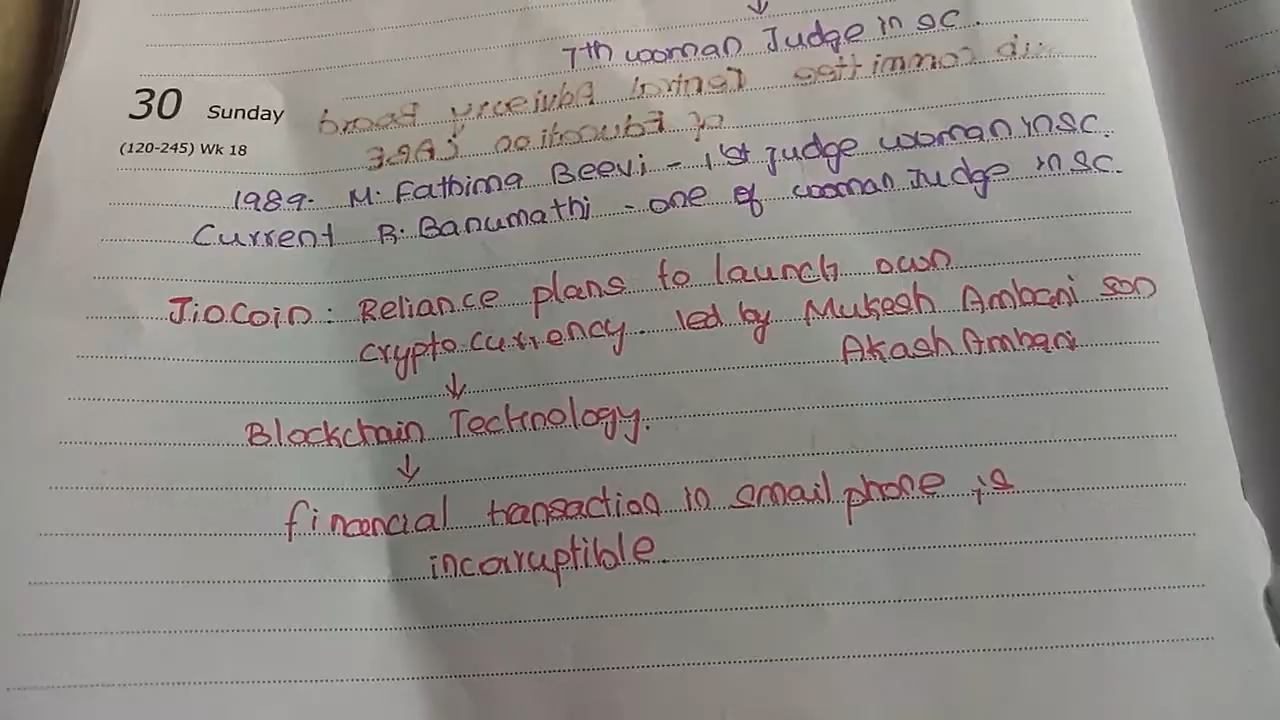 7th woman Judge in SC.
30 Sunday
(120-245) Wk 18
1989. M. Fathima Beevi - 1st judge woman in SC.
Current R. Banumathi - one of woman Judge in SC.
JioCoin: Reliance plans to launch own
cryptocurrency led by Mukesh Ambani son
Akash Ambani
↓
Blockchain Technology.
↓
financial transaction in smail phone is
incorruptible